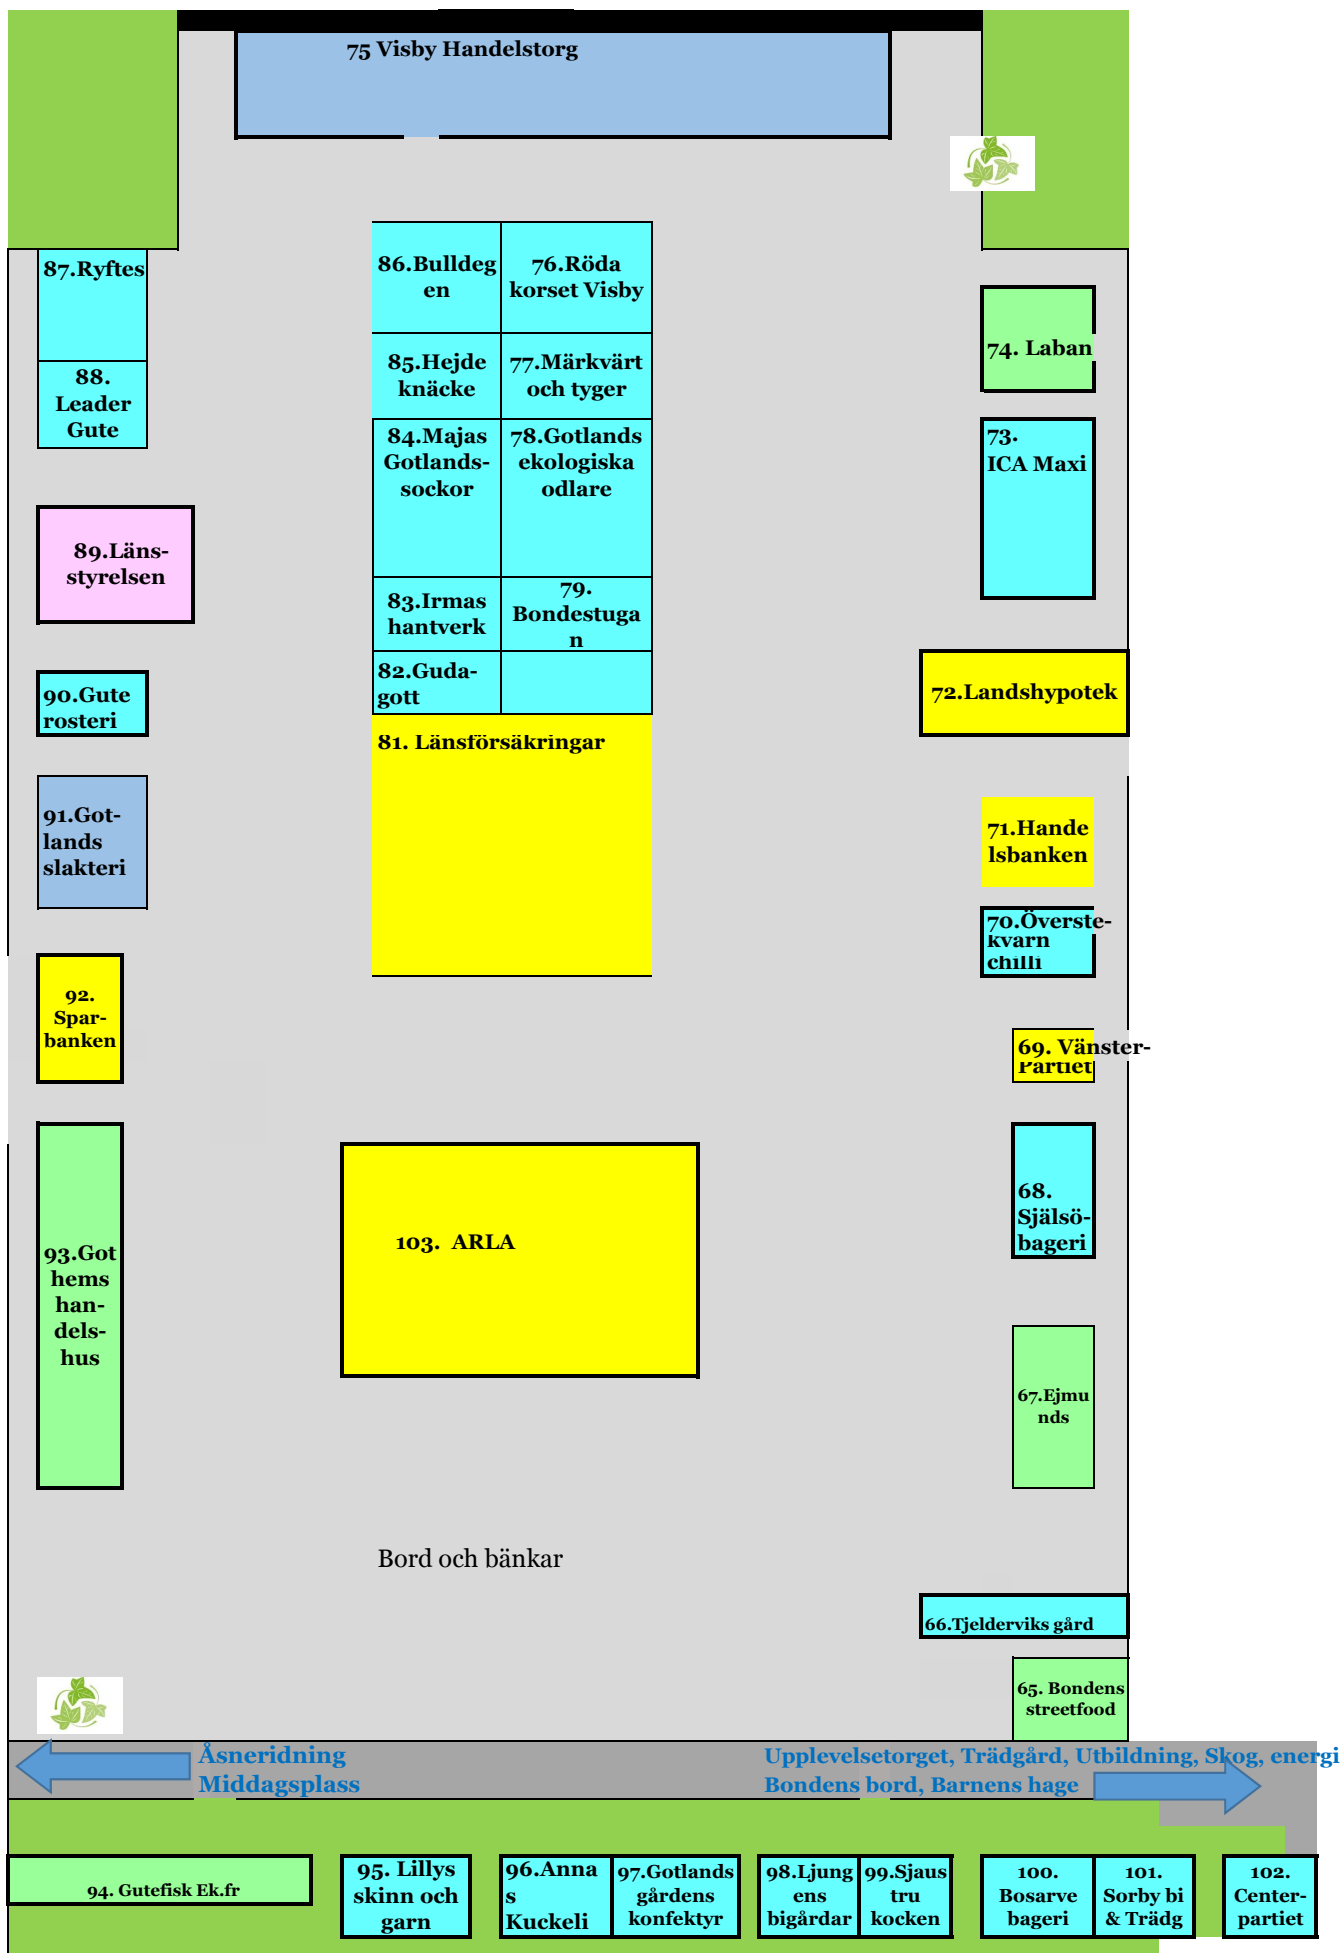 75 Visby Handelstorg
87.Ryftes
88.
Leader
Gute
89.Läns-
styrelsen
90.Gute
rosteri
91.Got-
lands
slakteri
92.
Spar-
banken
93.Got
hems
han-
dels-
hus
86.Bulldeg
en
76.Röda
korset Visby
85.Hejde
knäcke
77.Märkvärt
och tyger
84.Majas
Gotlands-
sockor
78.Gotlands
ekologiska
odlare
83.Irmas
hantverk
79.
Bondestuga
n
82.Guda-
gott
81. Länsförsäkringar
103. ARLA
Bord och bänkar
74. Laban
73.
ICA Maxi
72.Landshypotek
71.Hande
lsbanken
70.Överste-
kvarn
chilli
69. Vänster-
Partiet
68.
Själsö-
bageri
67.Ejmu
nds
66.Tjelderviks gård
65. Bondens
streetfood
Åsneridning
Middagsplass
Upplevelsetorget, Trädgård, Utbildning, Skog, energi
Bondens bord, Barnens hage
94. Gutefisk Ek.fr
95. Lillys
skinn och
garn
96.Anna
s
Kuckeli
97.Gotlands
gårdens
konfektyr
98.Ljung
ens
bigårdar
99.Sjaus
tru
kocken
100.
Bosarve
bageri
101.
Sorby bi
& Trädg
102.
Center-
partiet